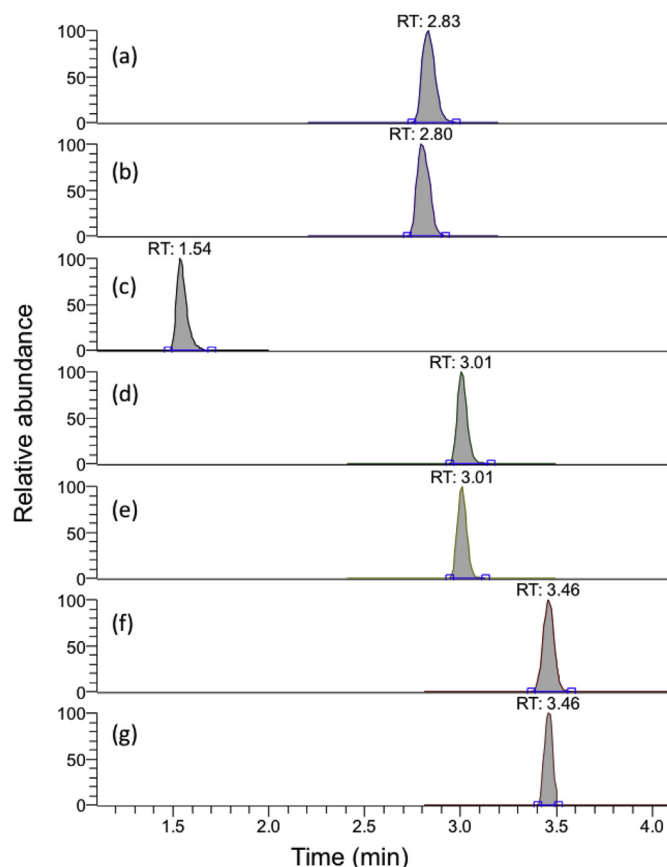 RT: 2.83
(a)
100
50
0
RT: 2.80
(b)
100
50
0
RT: 1.54
(c)
100
50
0
RT: 3.01
(d)
100
50
0
RT: 3.01
(e)
100
50
0
RT: 3.46
(f)
100
50
0
RT: 3.46
(g)
100
50
0
Relative abundance
1.5 2.0 2.5 3.0 3.5 4.0
Time (min)